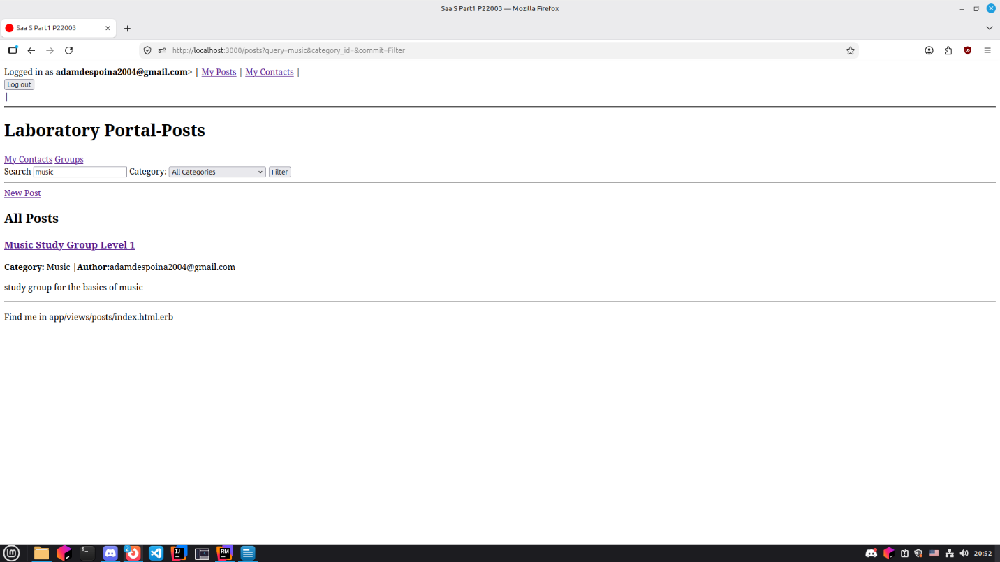 Saa S Part1 P22003 — Mozilla Firefox
Saa S Part1 P22003
http://localhost:3000/posts?query=music&category_id=&commit=Filter
Logged in as adamdespoina2004@gmail.com> | My Posts | My Contacts |
Log out
|
Laboratory Portal-Posts
My Contacts Groups
Search music Category: All Categories Filter
New Post
All Posts
Music Study Group Level 1
Category: Music |Author:adamdespoina2004@gmail.com
study group for the basics of music
Find me in app/views/posts/index.html.erb
2
IJ
RM
20:52